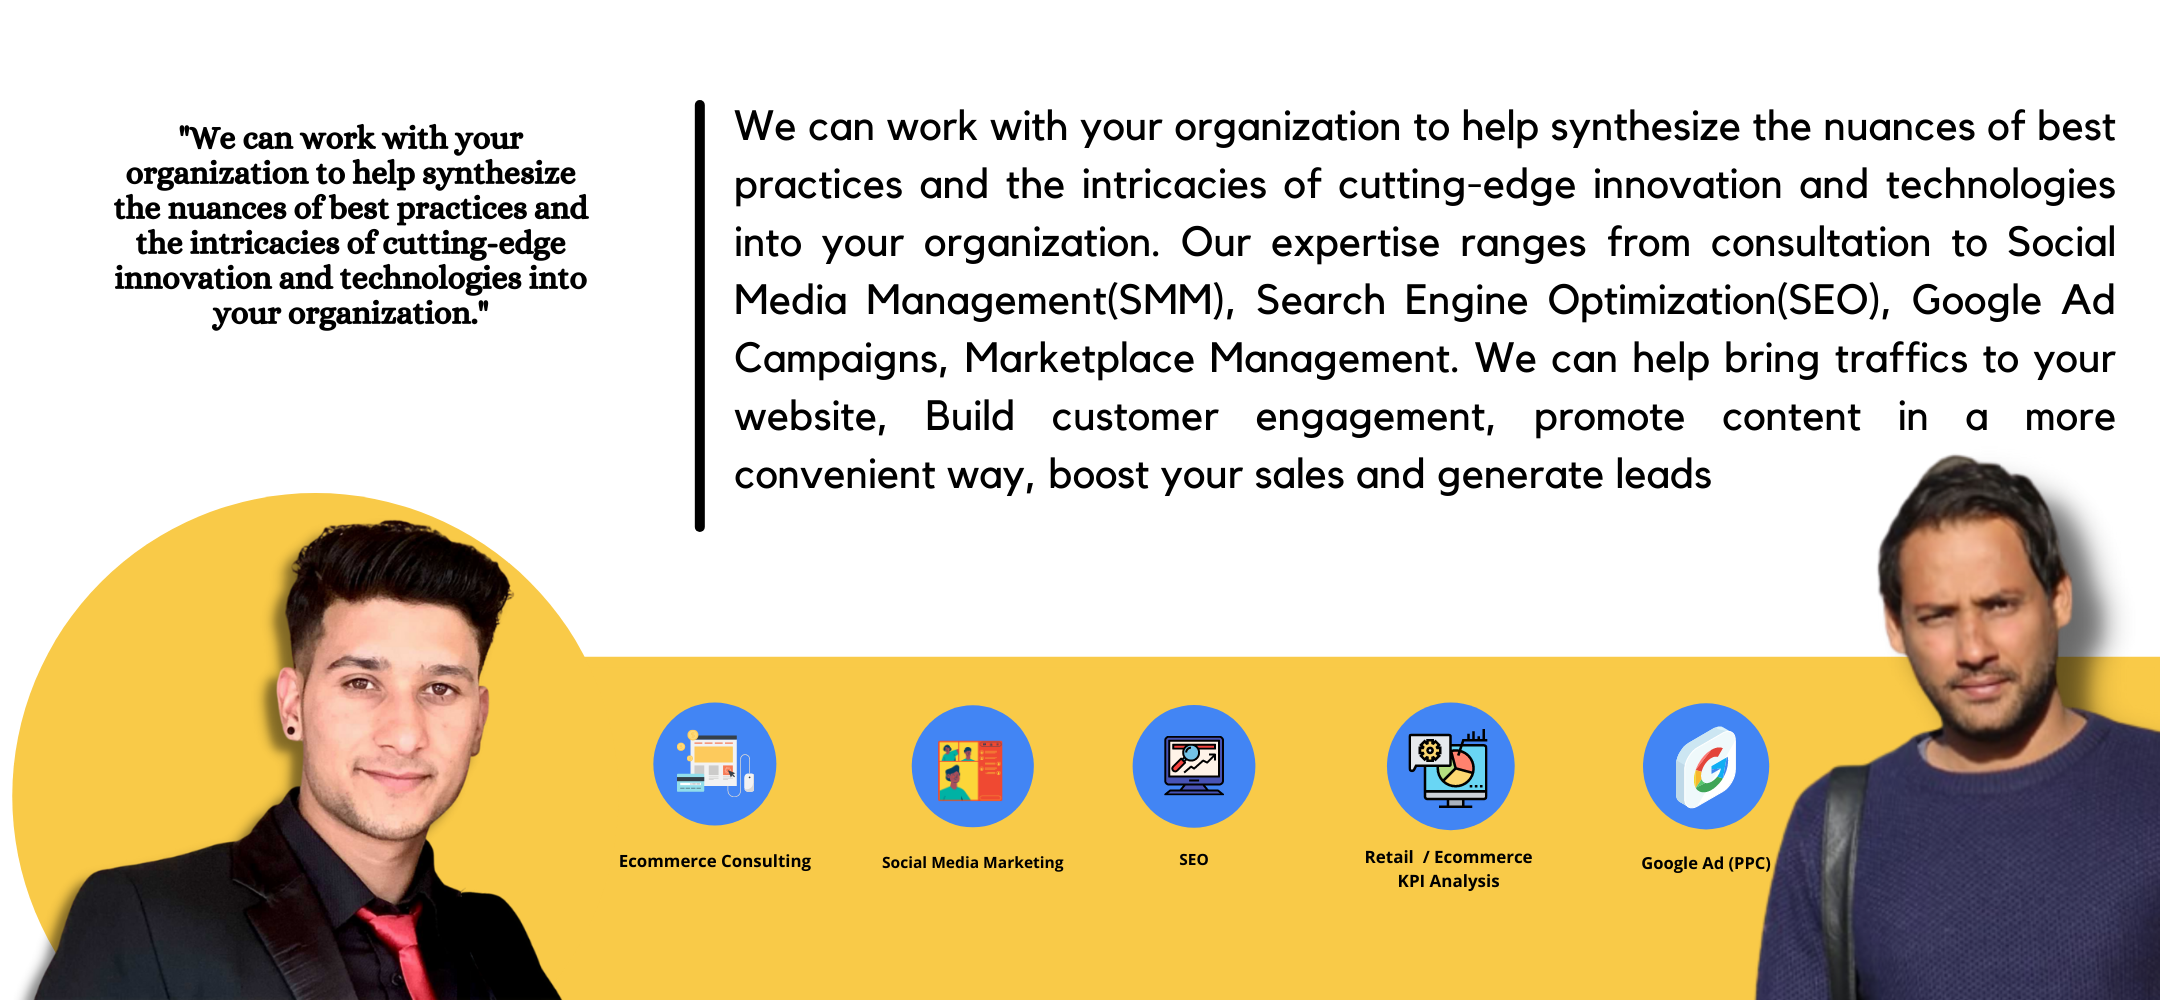 "We can work with your
organization to help synthesize
the nuances of best practices and
the intricacies of cutting-edge
innovation and technologies into
your organization."
We can work with your organization to help synthesize the nuances of best
practices and the intricacies of cutting-edge innovation and technologies
into your organization. Our expertise ranges from consultation to Social
Media Management(SMM), Search Engine Optimization(SEO), Google Ad
Campaigns, Marketplace Management. We can help bring traffics to your
website, Build customer engagement, promote content in a more
convenient way, boost your sales and generate leads
Ecommerce Consulting
Social Media Marketing
SEO
Retail / Ecommerce
KPI Analysis
Google Ad (PPC)